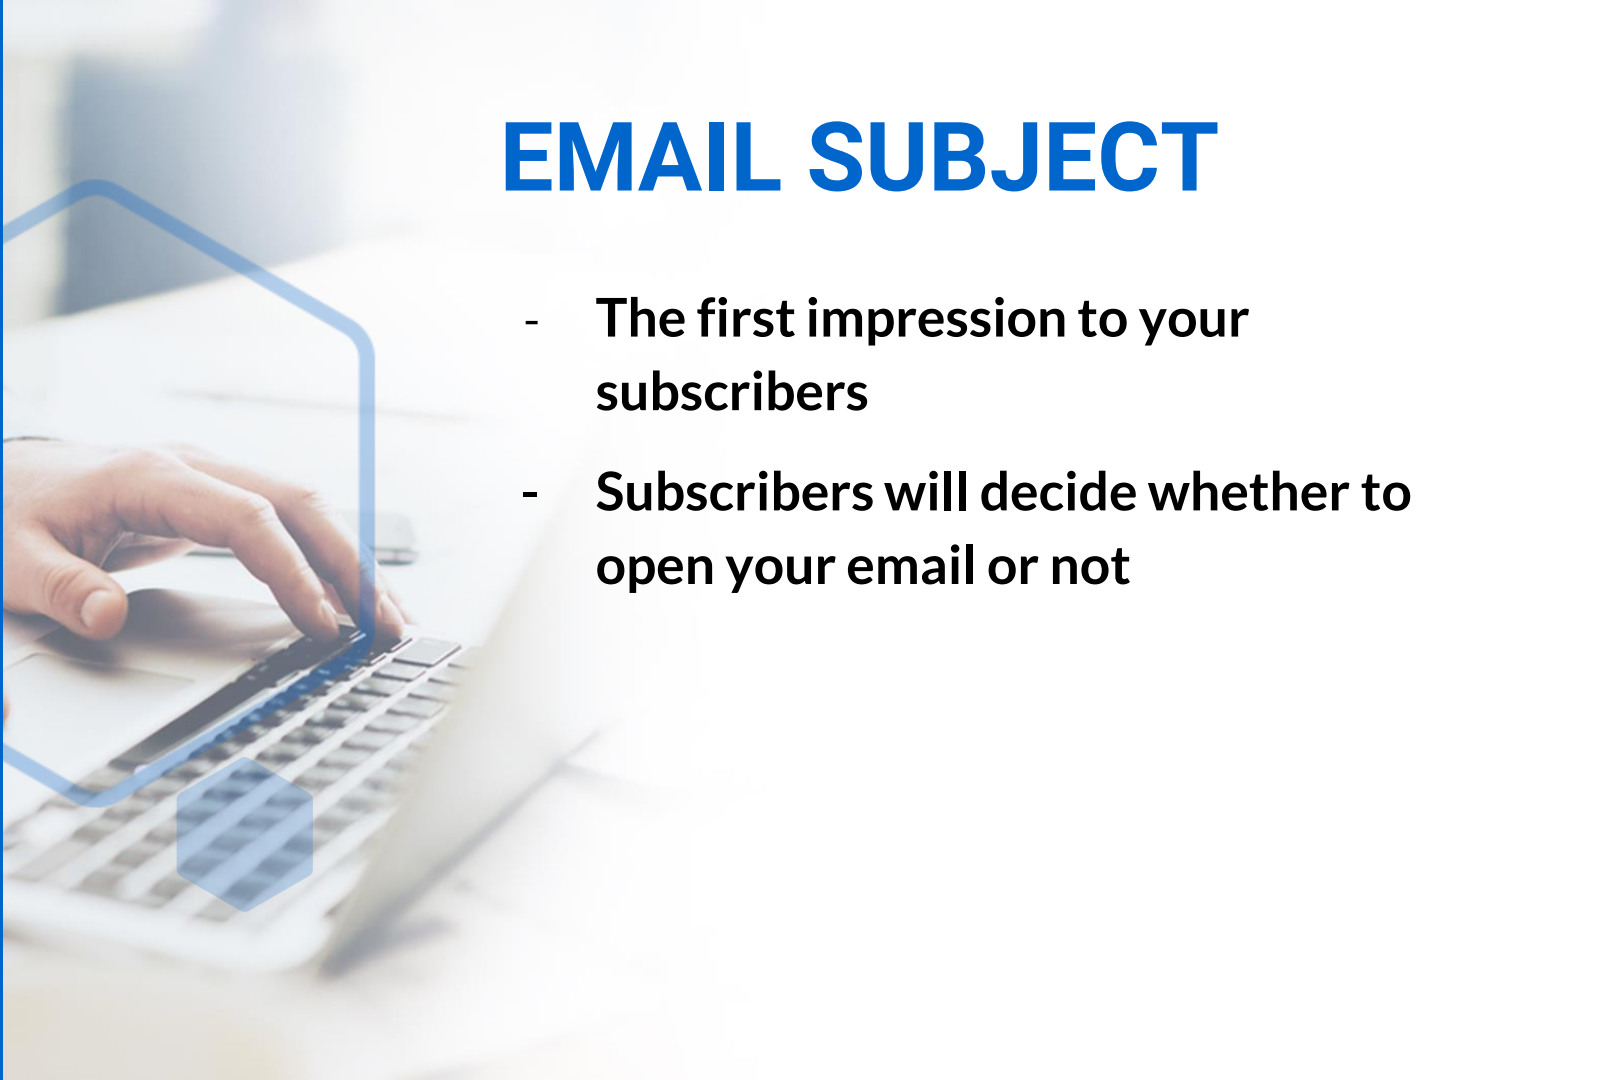 EMAIL SUBJECT
- The first impression to your
subscribers
- Subscribers will decide whether to
open your email or not